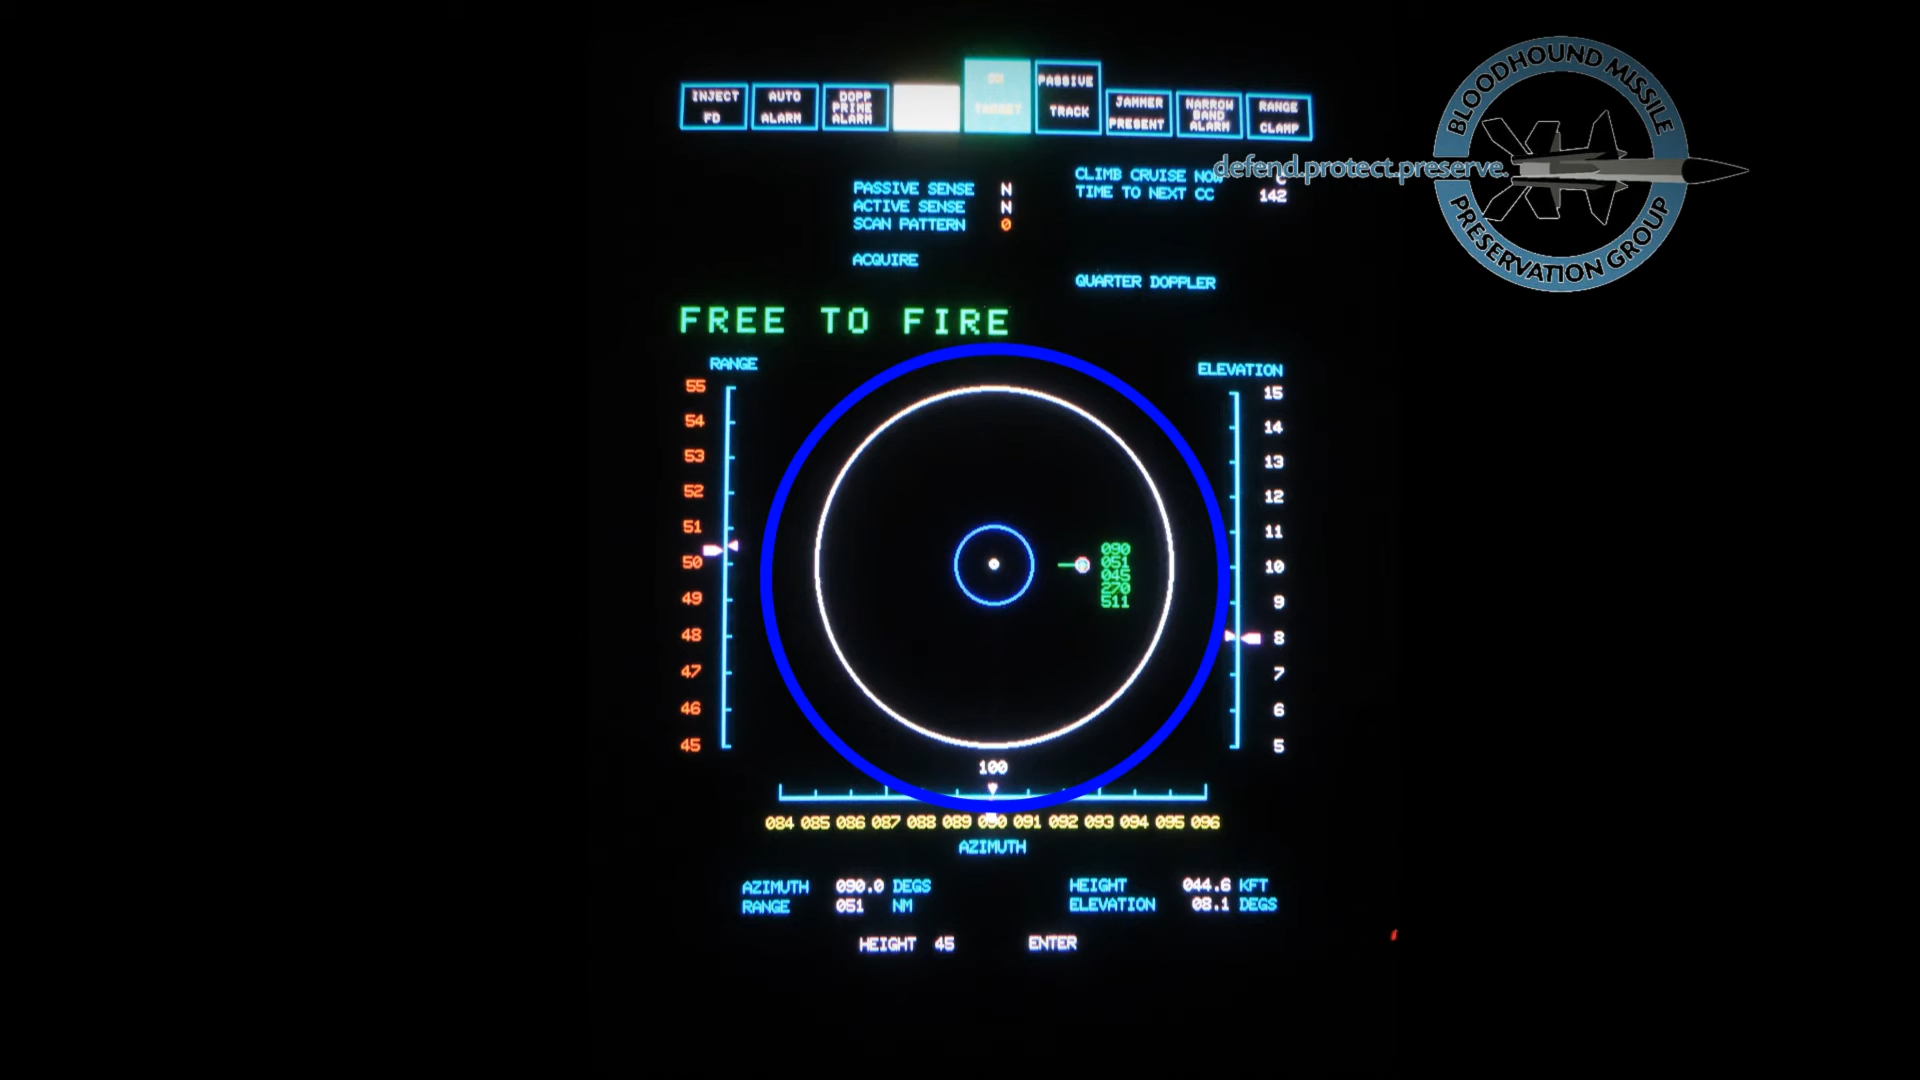 INJECT FD
AUTO ALARM
DOPP PRIME ALARM
ON TARGET
PASSIVE TRACK
JAMMER PRESENT
NARROW BAND ALARM
RANGE CLAMP
BLOODHOUND MISSILE
defend.protect.preserve.
PRESERVATION GROUP
PASSIVE SENSE N
ACTIVE SENSE N
SCAN PATTERN 0
ACQUIRE
CLIMB CRUISE NOW C
TIME TO NEXT CC 142
QUARTER DOPPLER
FREE TO FIRE
RANGE
55
54
53
52
51
50
49
48
47
46
45
090
051
045
270
511
ELEVATION
15
14
13
12
11
10
9
8
7
6
5
100
084 085 086 087 088 089 090 091 092 093 094 095 096
AZIMUTH
AZIMUTH 090.0 DEGS
RANGE 051 NM
HEIGHT 044.6 KFT
ELEVATION 08.1 DEGS
HEIGHT 45 ENTER